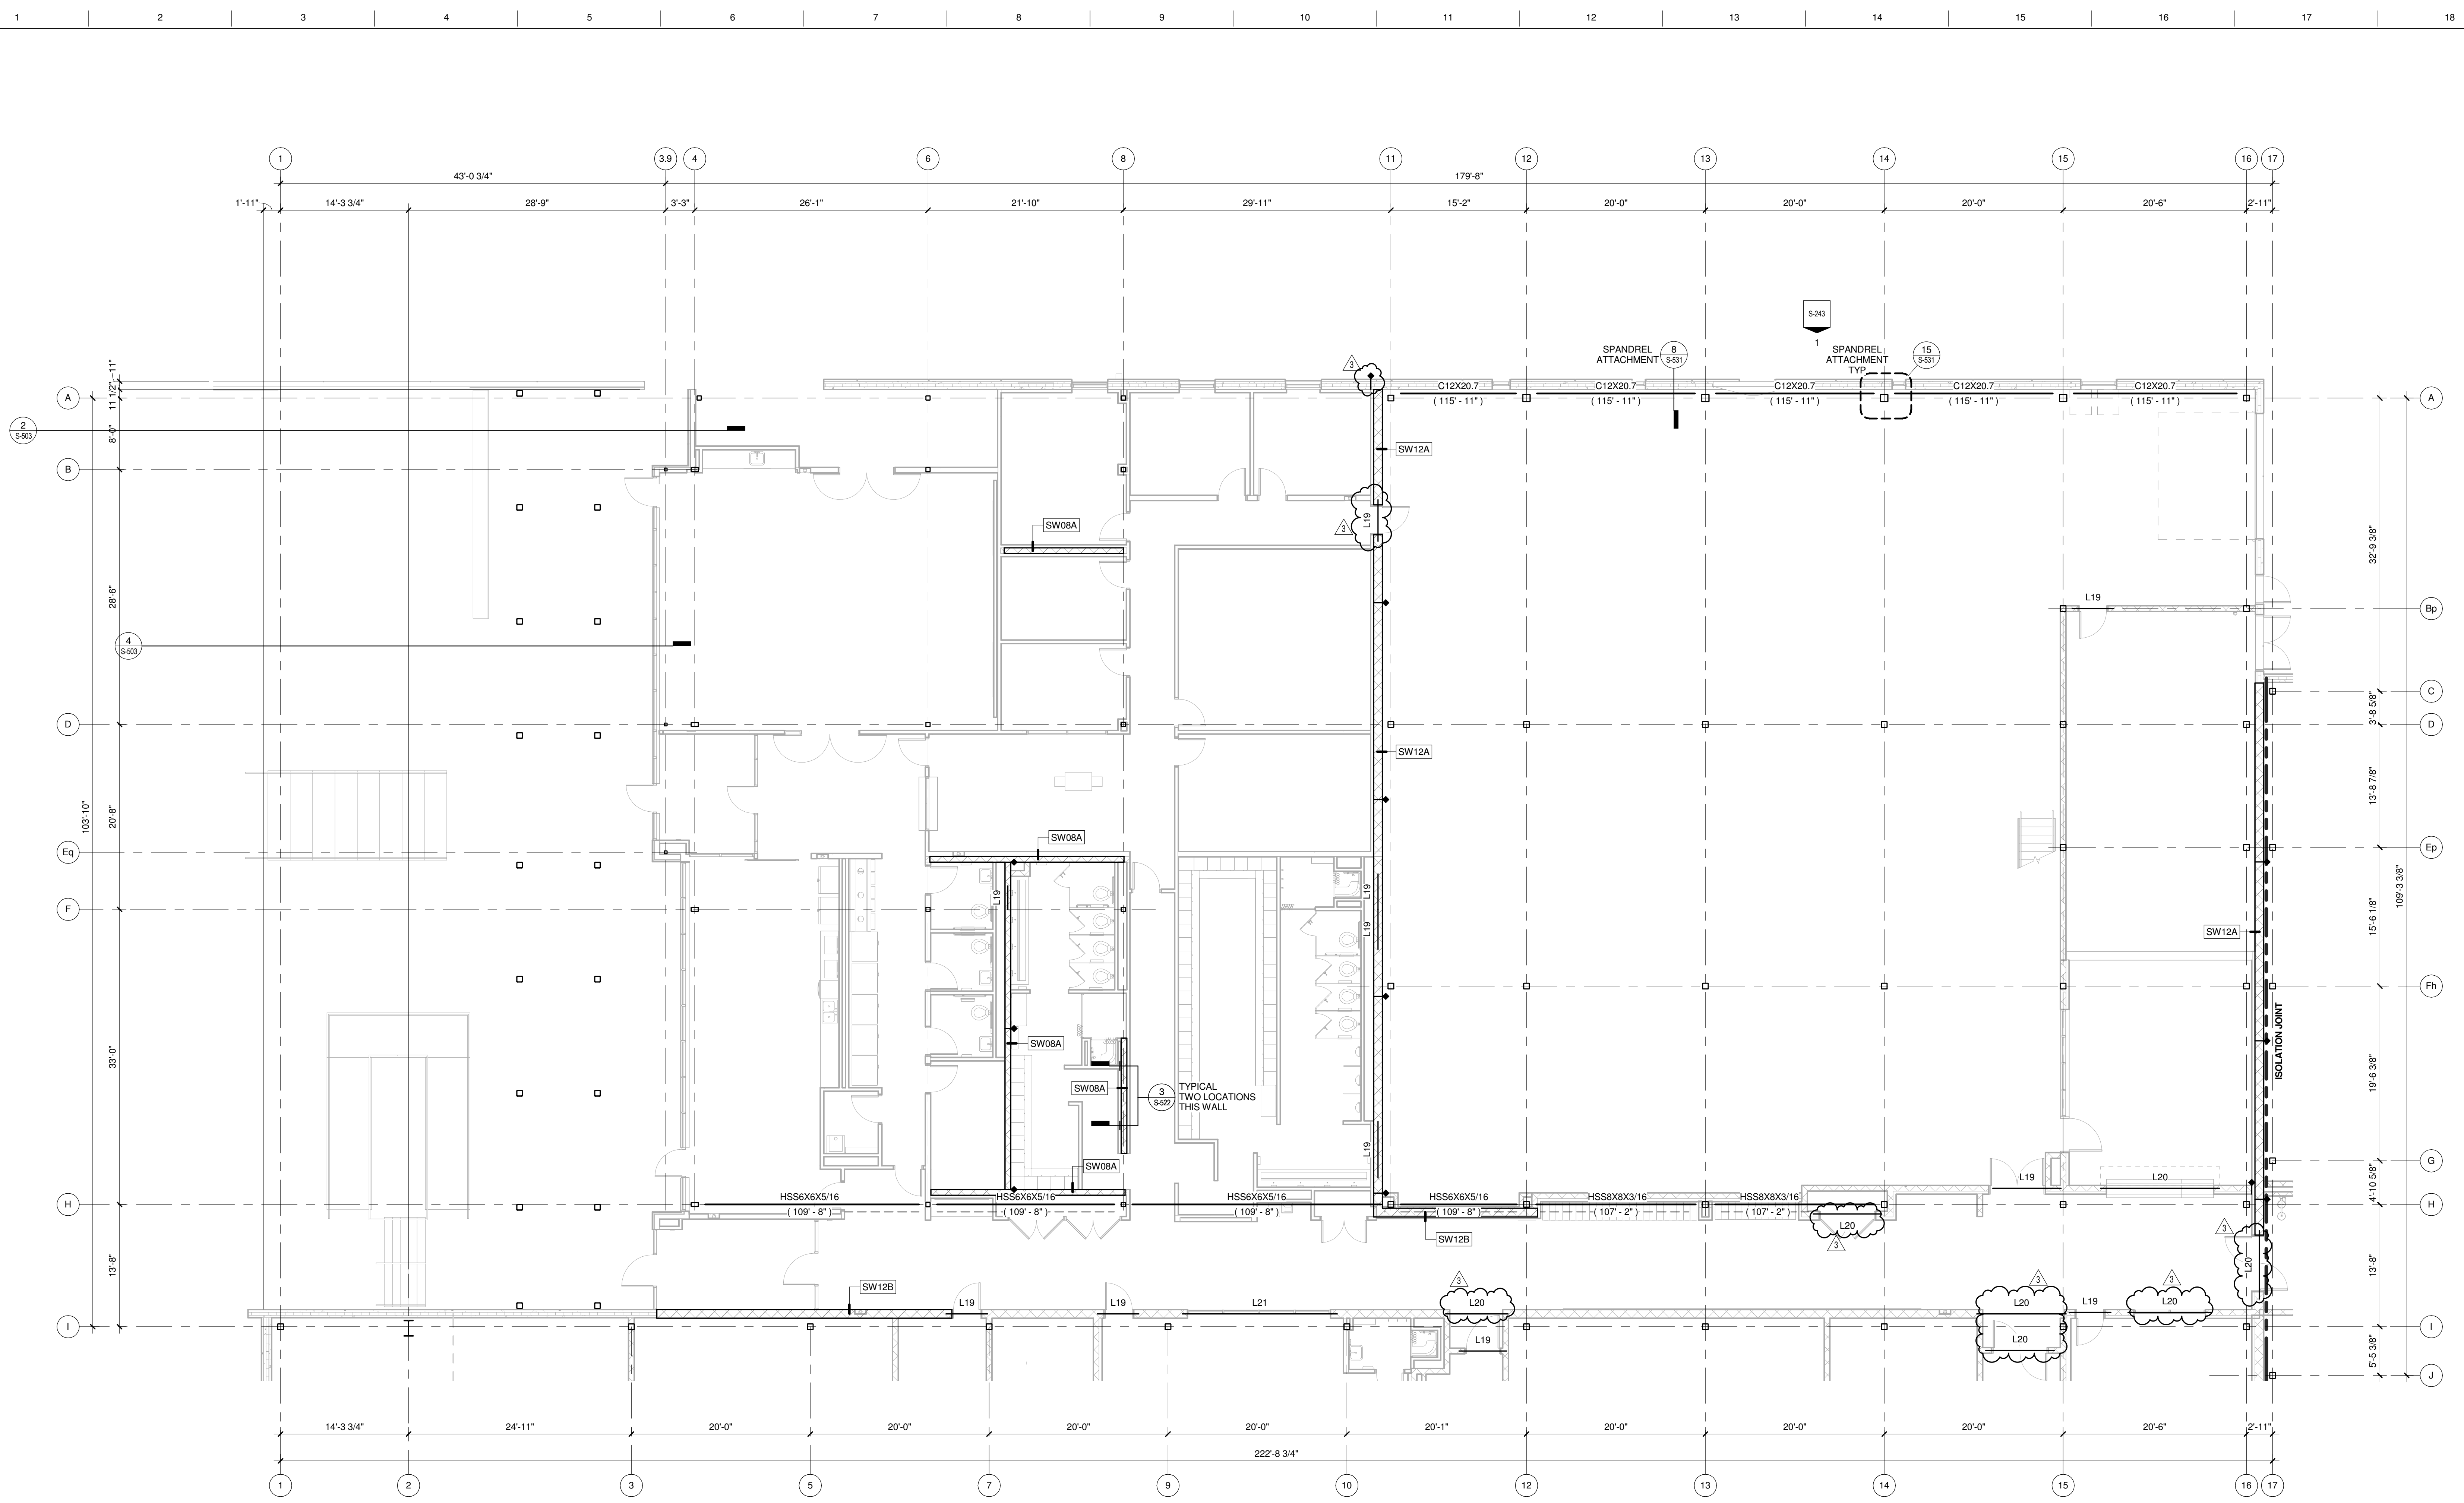 1 2 3 4 5 6 7 8 9 10 11 12 13 14 15 16 17 18
1 3.9 4 6 8 11 12 13 14 15 16 17
43'-0 3/4" 179'-8"
1'-11" 14'-3 3/4" 28'-9" 3'-3" 26'-1" 21'-10" 29'-11" 15'-2" 20'-0" 20'-0" 20'-0" 20'-6" 2'-11"
S-243
1
SPANDREL
ATTACHMENT
8
S-531
SPANDREL
ATTACHMENT
TYP
15
S-531
3
11"
11 1/2"
C12X20.7 C12X20.7 C12X20.7 C12X20.7 C12X20.7
( 115' - 11" ) ( 115' - 11" ) ( 115' - 11" ) ( 115' - 11" ) ( 115' - 11" )
A A
2
S-503
8'-0"
SW12A
B
L19
3
SW08A
32'-9 3/8"
28'-6"
L19
Bp
4
S-503
C
3'-8 5/8"
D D
SW12A
13'-8 7/8"
103'-10"
20'-8"
SW08A
Eq Ep
L19
L19
109'-3 3/8"
F
L19
15'-6 1/8"
SW12A
Fh
ISOLATION JOINT
33'-0"
SW08A
SW08A
3
S-522
TYPICAL
TWO LOCATIONS
THIS WALL
19'-6 3/8"
L19
SW08A
G
L19 L20
4'-10 5/8"
HSS6X6X5/16 HSS6X6X5/16 HSS6X6X5/16 HSS6X6X5/16 HSS8X8X3/16 HSS8X8X3/16
H H
( 109' - 8" ) ( 109' - 8" ) ( 109' - 8" ) ( 109' - 8" ) ( 107' - 2" ) ( 107' - 2" )
L20
3
3
SW12B
13'-8" 13'-8"
L20
SW12B
3 3 3
L19 L19 L21 L20 L20 L19 L20
I I
L19 L20
5'-5 3/8"
J
14'-3 3/4" 24'-11" 20'-0" 20'-0" 20'-0" 20'-0" 20'-1" 20'-0" 20'-0" 20'-0" 20'-6" 2'-11"
222'-8 3/4"
1 2 3 5 7 9 10 12 13 14 15 16 17